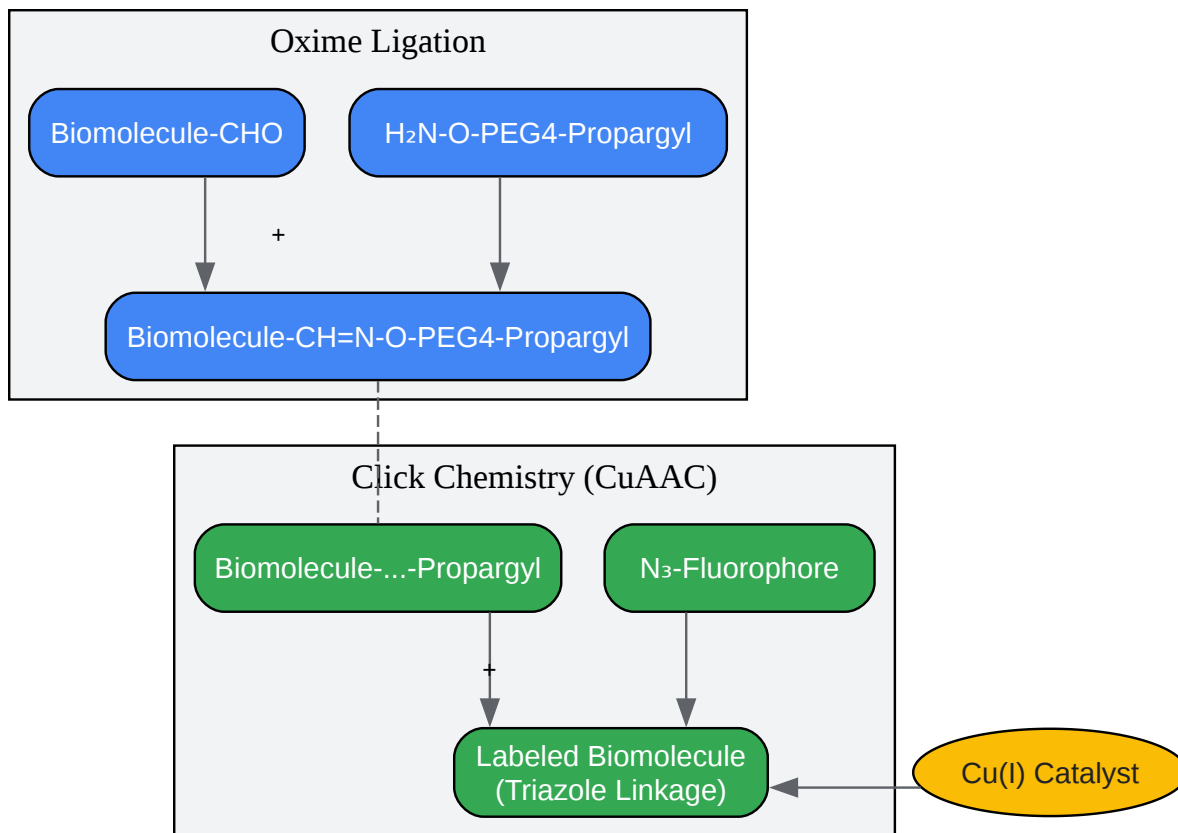 Oxime Ligation
Biomolecule-CHO
H₂N-O-PEG4-Propargyl
+
Biomolecule-CH=N-O-PEG4-Propargyl
Click Chemistry (CuAAC)
Biomolecule-...-Propargyl
N₃-Fluorophore
+
Labeled Biomolecule
(Triazole Linkage)
Cu(I) Catalyst